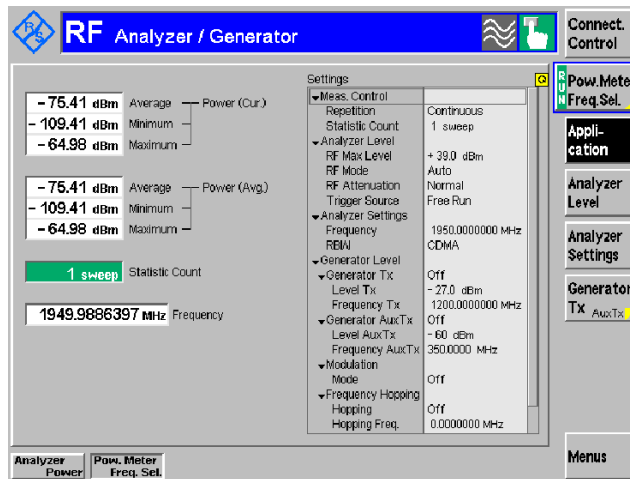 R&S
RF Analyzer / Generator
Connect. Control
Settings
- 75.41 dBm Average Power (Cur.)
- 109.41 dBm Minimum
- 64.98 dBm Maximum
- 75.41 dBm Average Power (Avg.)
- 109.41 dBm Minimum
- 64.98 dBm Maximum
1 sweep Statistic Count
1949.9886397 MHz Frequency
Meas. Control
Repetition Continuous
Statistic Count 1 sweep
Analyzer Level
RF Max Level + 39.0 dBm
RF Mode Auto
RF Attenuation Normal
Trigger Source Free Run
Analyzer Settings
Frequency 1950.0000000 MHz
RBW CDMA
Generator Level
Generator Tx Off
Level Tx - 27.0 dBm
Frequency Tx 1200.0000000 MHz
Generator AuxTx Off
Level AuxTx - 60 dBm
Frequency AuxTx 350.0000 MHz
Modulation
Mode Off
Frequency Hopping
Hopping Off
Hopping Freq. 0.0000000 MHz
RUN
Pow.Mete
Freq.Sel.
Appli-
cation
Analyzer
Level
Analyzer
Settings
Generator
Tx AuxTx
Menus
Analyzer
Power
Pow. Meter
Freq. Sel.